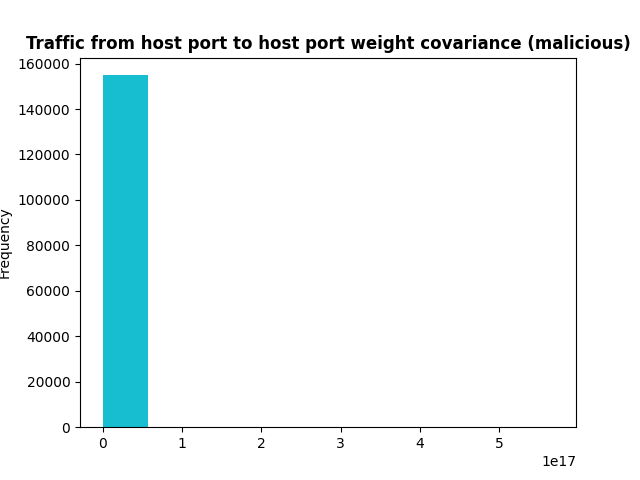 Traffic from host port to host port weight covariance (malicious)
160000
140000
120000
100000
80000
60000
40000
20000
0
Frequency
0 1 2 3 4 5
1e17